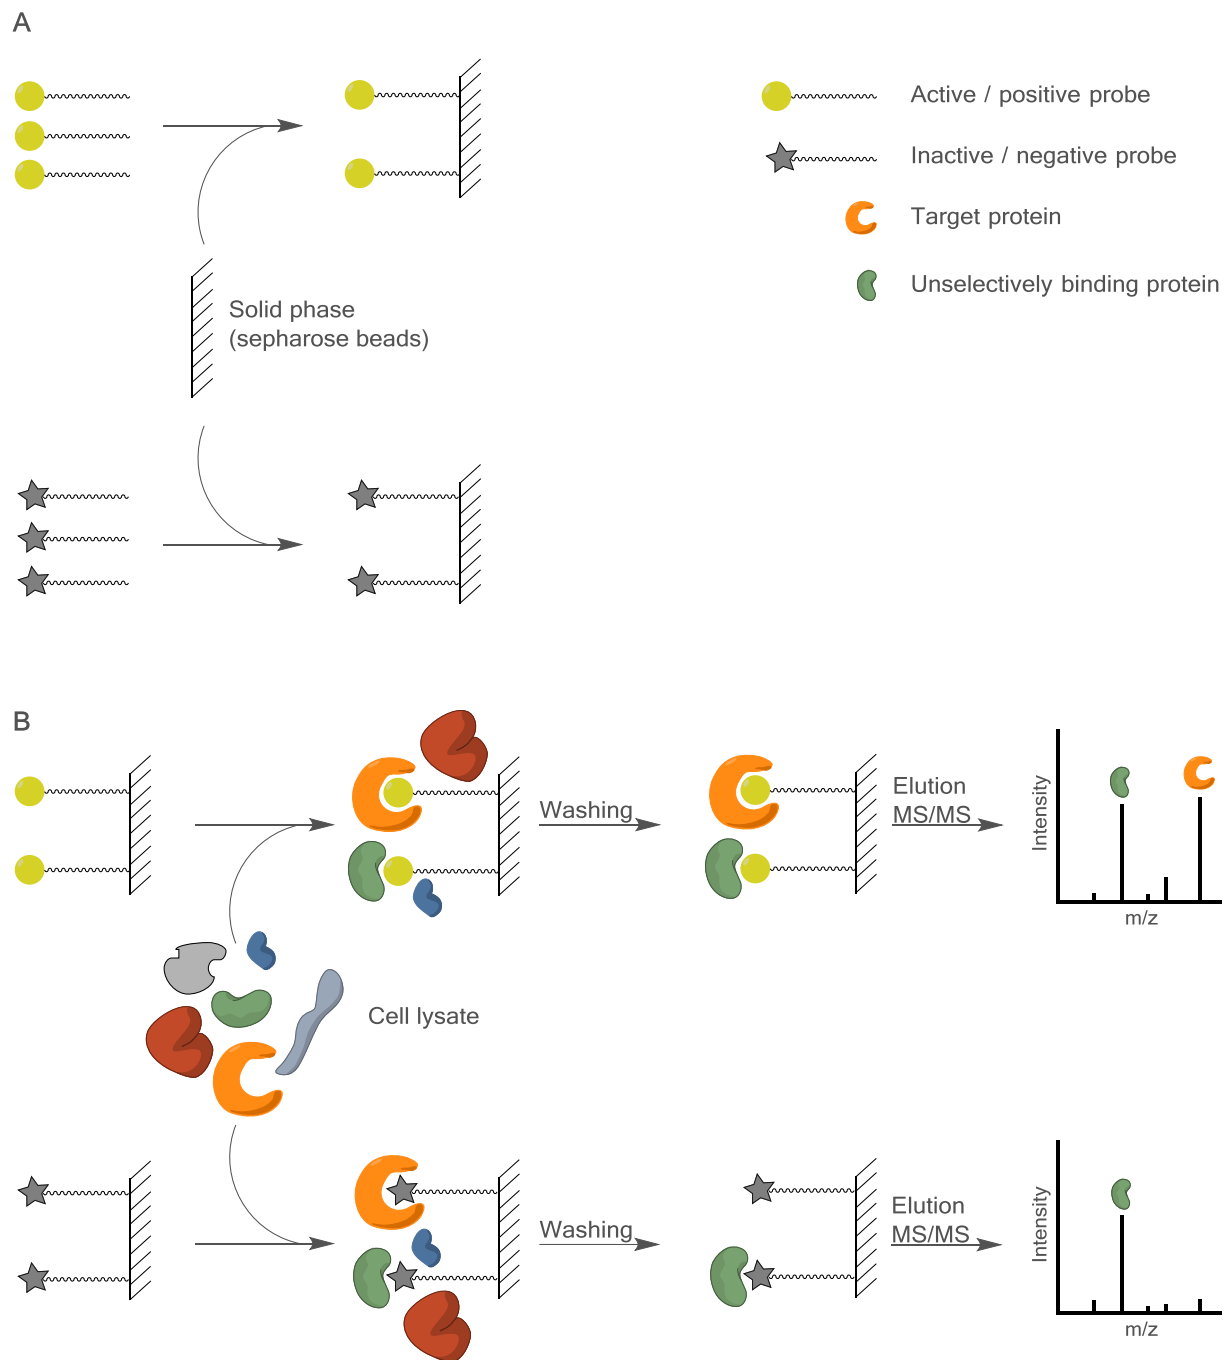 A
Active / positive probe
Inactive / negative probe
Target protein
Unselectively binding protein
Solid phase
(sepharose beads)
B
Washing
Elution
MS/MS
Intensity
m/z
Cell lysate
Washing
Elution
MS/MS
Intensity
m/z